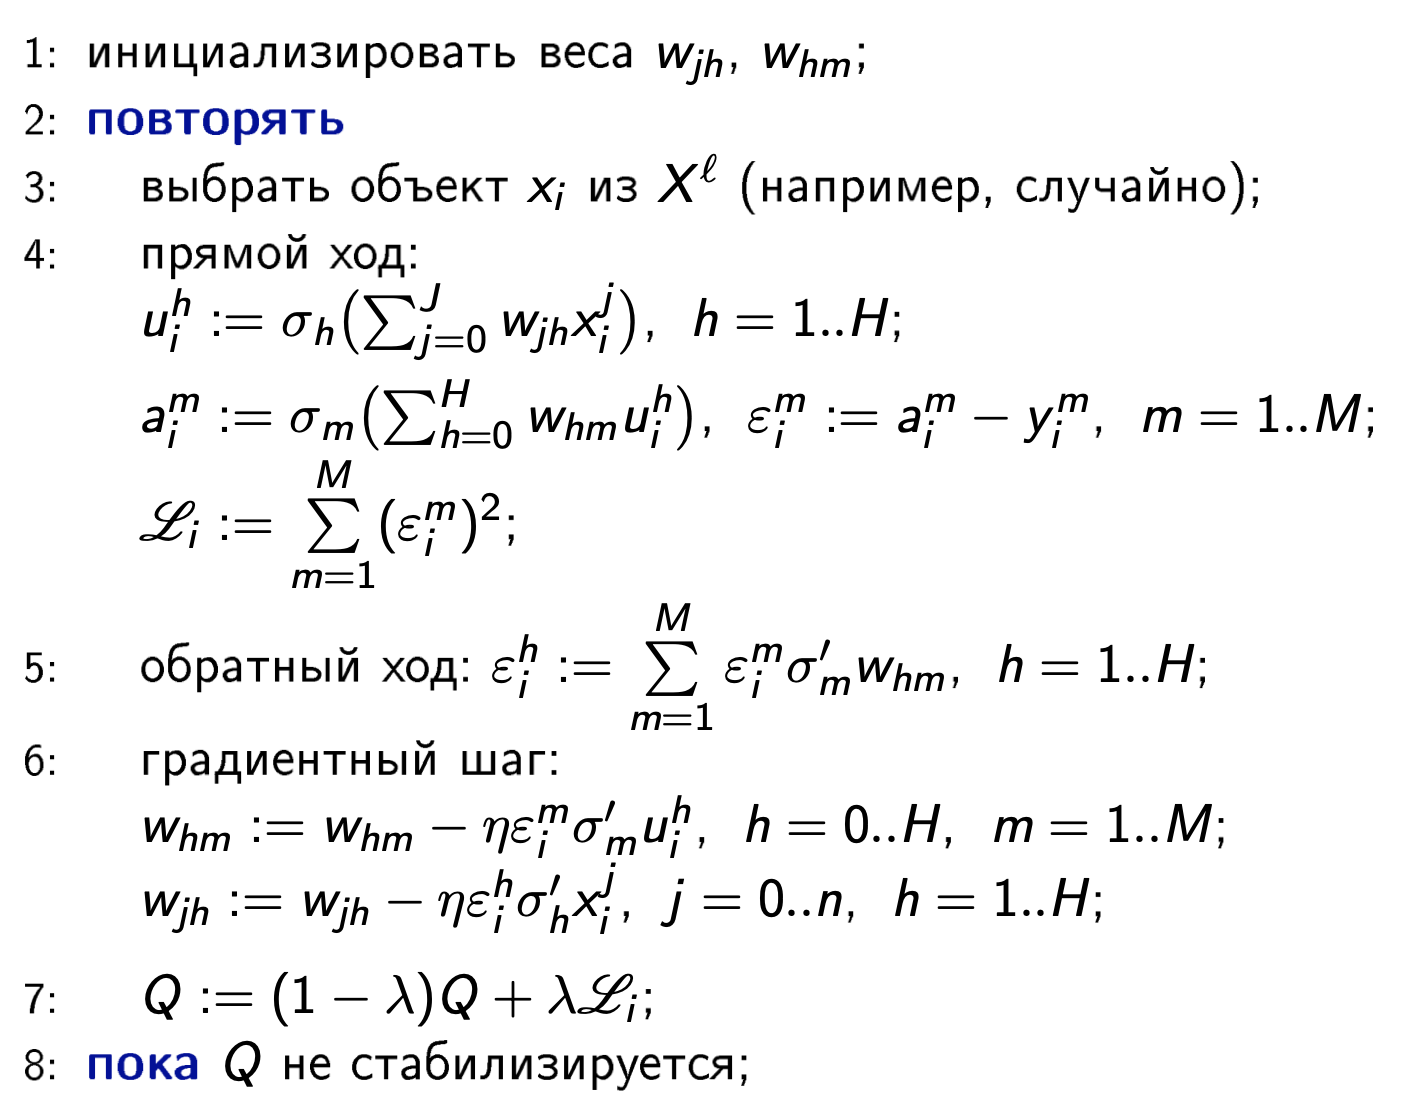 1: инициализировать веса w_{jh}, w_{hm};
2: повторять
3: выбрать объект x_i из X^ℓ (например, случайно);
4: прямой ход:
u_i^h := σ_h(∑_{j=0}^{J} w_{jh} x_i^j), h = 1..H;
a_i^m := σ_m(∑_{h=0}^{H} w_{hm} u_i^h), ε_i^m := a_i^m − y_i^m, m = 1..M;
ℒ_i := ∑_{m=1}^{M} (ε_i^m)^2;
5: обратный ход: ε_i^h := ∑_{m=1}^{M} ε_i^m σ′_m w_{hm}, h = 1..H;
6: градиентный шаг:
w_{hm} := w_{hm} − η ε_i^m σ′_m u_i^h, h = 0..H, m = 1..M;
w_{jh} := w_{jh} − η ε_i^h σ′_h x_i^j, j = 0..n, h = 1..H;
7: Q := (1 − λ)Q + λℒ_i;
8: пока Q не стабилизируется;